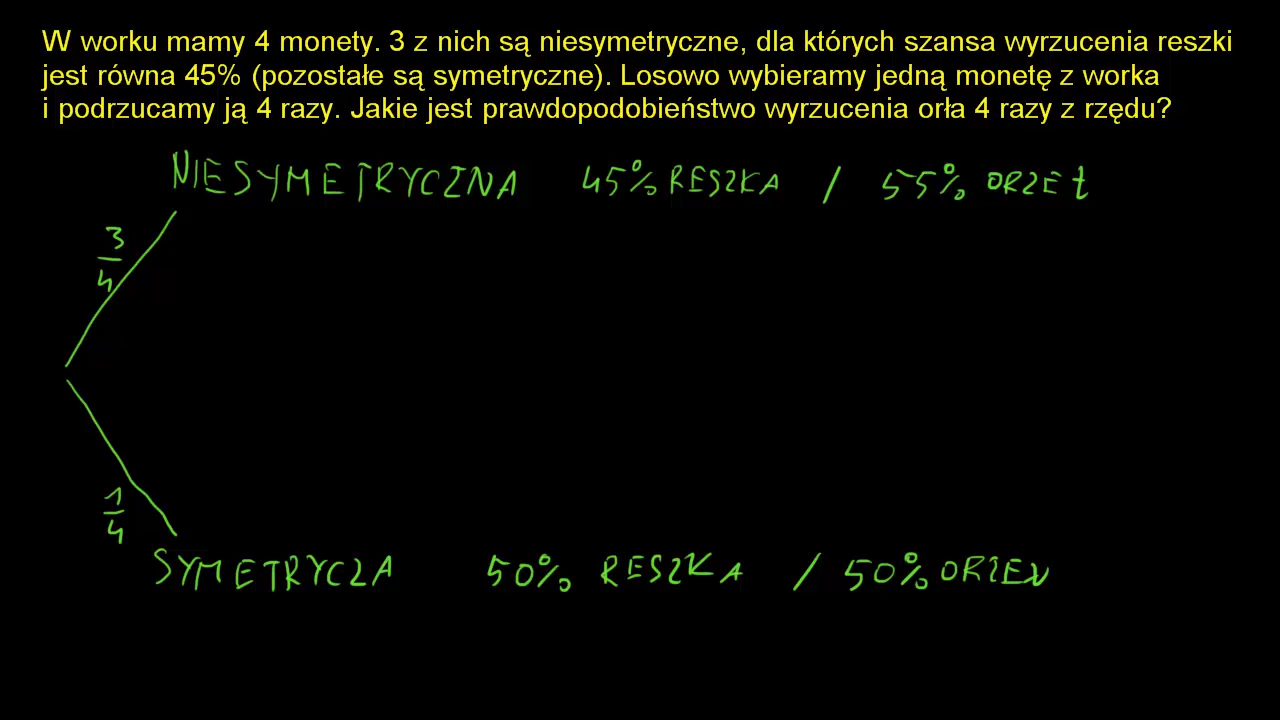 W worku mamy 4 monety. 3 z nich są niesymetryczne, dla których szansa wyrzucenia reszki
jest równa 45% (pozostałe są symetryczne). Losowo wybieramy jedną monetę z worka
i podrzucamy ją 4 razy. Jakie jest prawdopodobieństwo wyrzucenia orła 4 razy z rzędu?
NIESYMETRYCZNA 45% RESZKA / 55% ORZEŁ
3/4
1/4
SYMETRYCZA 50% RESZKA / 50% ORZEŁ